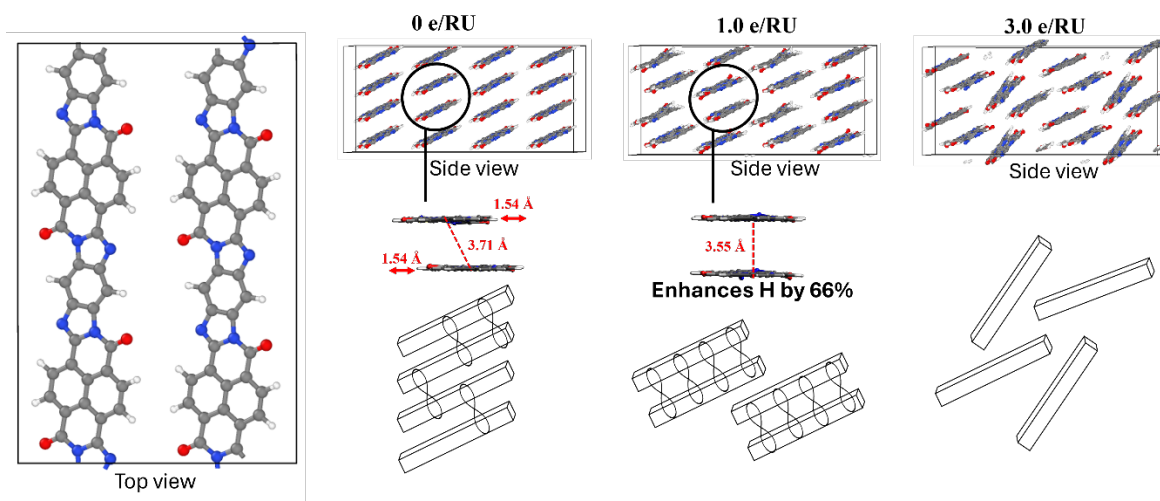 0 e/RU
1.0 e/RU
3.0 e/RU
Side view
Side view
Side view
1.54 Å
3.71 Å
1.54 Å
3.55 Å
Enhances H by 66%
Top view